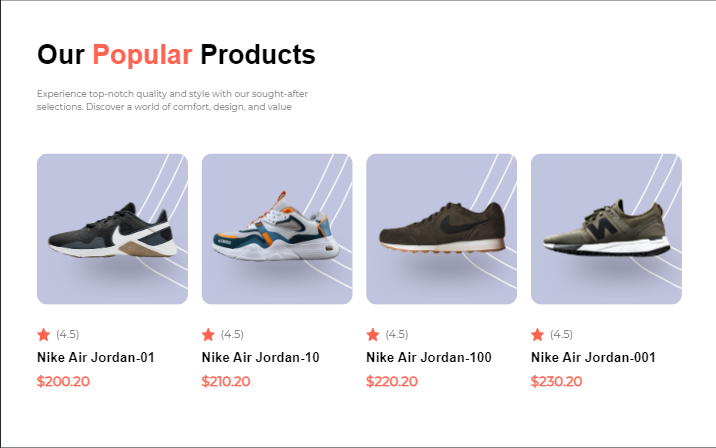 Our Popular Products
Experience top-notch quality and style with our sought-after
selections. Discover a world of comfort, design, and value
(4.5)
(4.5)
(4.5)
(4.5)
Nike Air Jordan-01
Nike Air Jordan-10
Nike Air Jordan-100
Nike Air Jordan-001
$200.20
$210.20
$220.20
$230.20